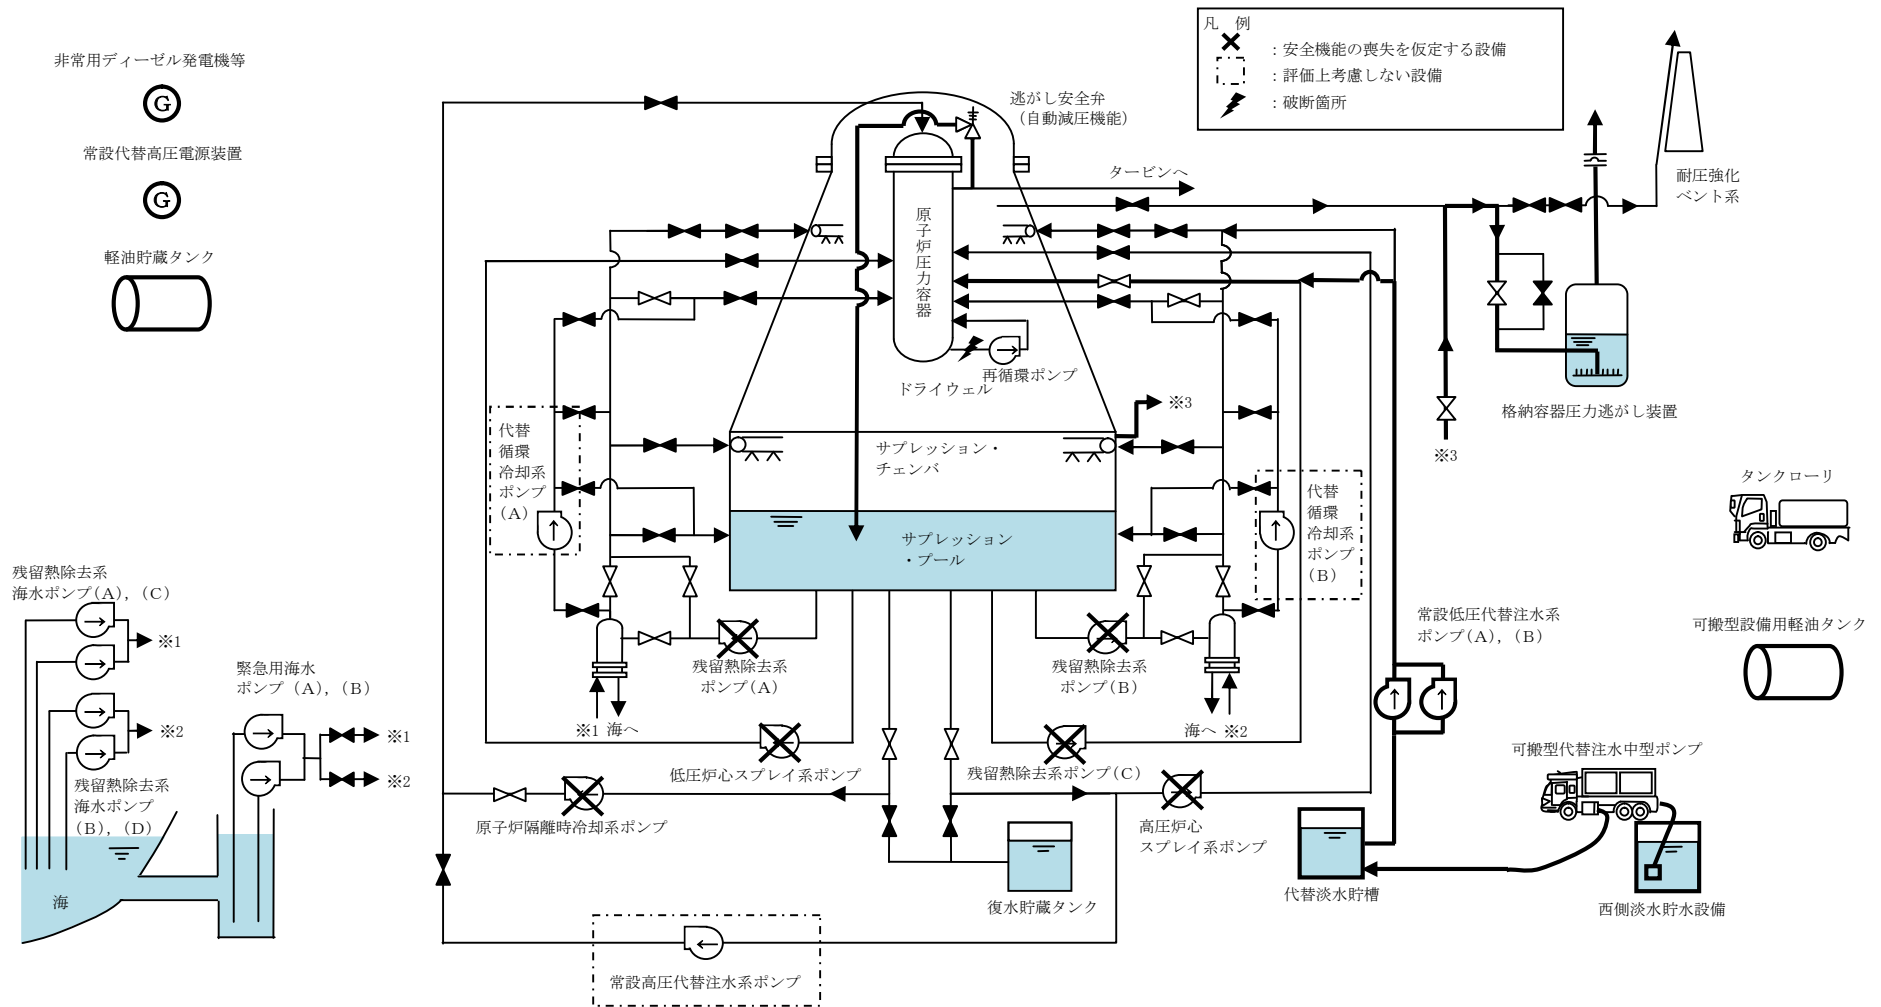 凡 例
：安全機能の喪失を仮定する設備
：評価上考慮しない設備
：破断箇所
非常用ディーゼル発電機等
G
常設代替高圧電源装置
G
軽油貯蔵タンク
逃がし安全弁
（自動減圧機能）
タービンへ
耐圧強化
ベント系
原子炉圧力容器
再循環ポンプ
ドライウェル
※3
格納容器圧力逃がし装置
※3
サプレッション・
チェンバ
サプレッション
・プール
代替
循環
冷却系
ポンプ
（A）
代替
循環
冷却系
ポンプ
（B）
タンクローリ
可搬型設備用軽油タンク
残留熱除去系
海水ポンプ（A），（C）
※1
※2
残留熱除去系
海水ポンプ
（B），（D）
緊急用海水
ポンプ（A），（B）
※1
※2
海
残留熱除去系
ポンプ（A）
※1 海へ
残留熱除去系
ポンプ（B）
海へ ※2
低圧炉心スプレイ系ポンプ
残留熱除去系ポンプ（C）
原子炉隔離時冷却系ポンプ
高圧炉心
スプレイ系ポンプ
復水貯蔵タンク
常設高圧代替注水系ポンプ
常設低圧代替注水系
ポンプ（A），（B）
可搬型代替注水中型ポンプ
代替淡水貯槽
西側淡水貯水設備